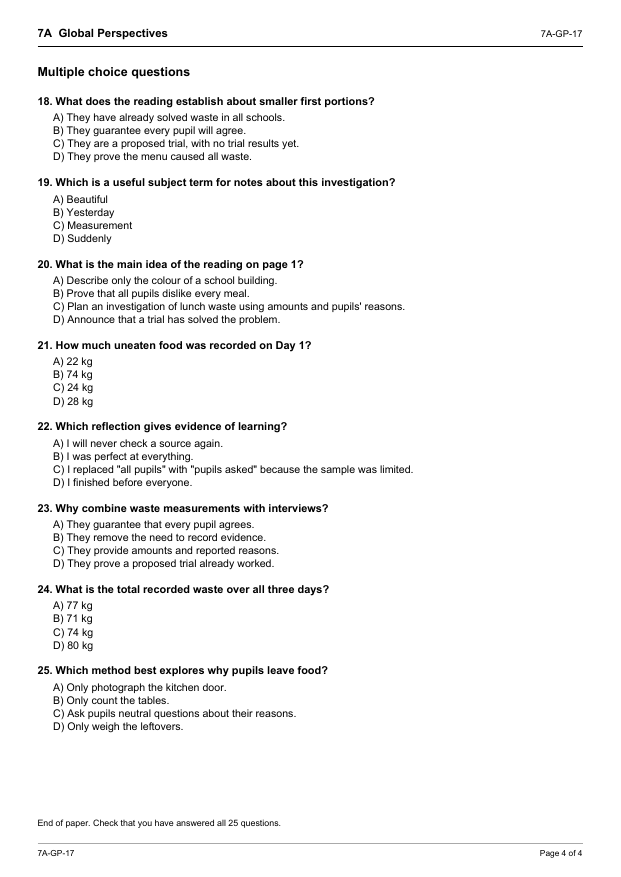 7A Global Perspectives
7A-GP-17
Multiple choice questions
18. What does the reading establish about smaller first portions?
A) They have already solved waste in all schools.
B) They guarantee every pupil will agree.
C) They are a proposed trial, with no trial results yet.
D) They prove the menu caused all waste.
19. Which is a useful subject term for notes about this investigation?
A) Beautiful
B) Yesterday
C) Measurement
D) Suddenly
20. What is the main idea of the reading on page 1?
A) Describe only the colour of a school building.
B) Prove that all pupils dislike every meal.
C) Plan an investigation of lunch waste using amounts and pupils' reasons.
D) Announce that a trial has solved the problem.
21. How much uneaten food was recorded on Day 1?
A) 22 kg
B) 74 kg
C) 24 kg
D) 28 kg
22. Which reflection gives evidence of learning?
A) I will never check a source again.
B) I was perfect at everything.
C) I replaced "all pupils" with "pupils asked" because the sample was limited.
D) I finished before everyone.
23. Why combine waste measurements with interviews?
A) They guarantee that every pupil agrees.
B) They remove the need to record evidence.
C) They provide amounts and reported reasons.
D) They prove a proposed trial already worked.
24. What is the total recorded waste over all three days?
A) 77 kg
B) 71 kg
C) 74 kg
D) 80 kg
25. Which method best explores why pupils leave food?
A) Only photograph the kitchen door.
B) Only count the tables.
C) Ask pupils neutral questions about their reasons.
D) Only weigh the leftovers.
End of paper. Check that you have answered all 25 questions.
7A-GP-17
Page 4 of 4